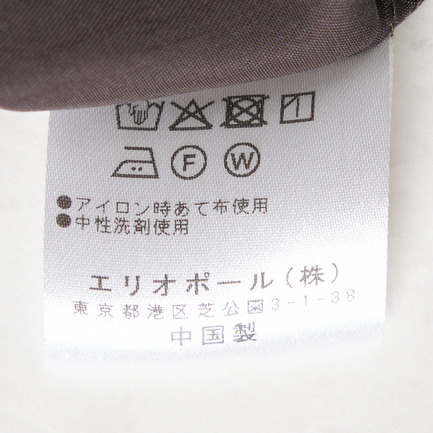 F W
●アイロン時あて布使用
●中性洗剤使用
エリオポール(株)
東京都港区芝公園3-1-38
中国製